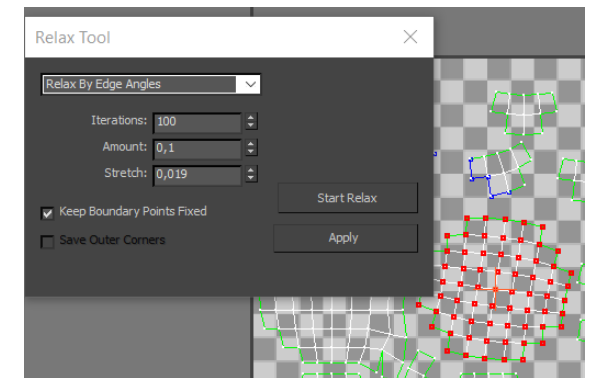 Relax Tool
Relax By Edge Angles
Iterations: 100
Amount: 0,1
Stretch: 0,019
Start Relax
Keep Boundary Points Fixed
Apply
Save Outer Corners